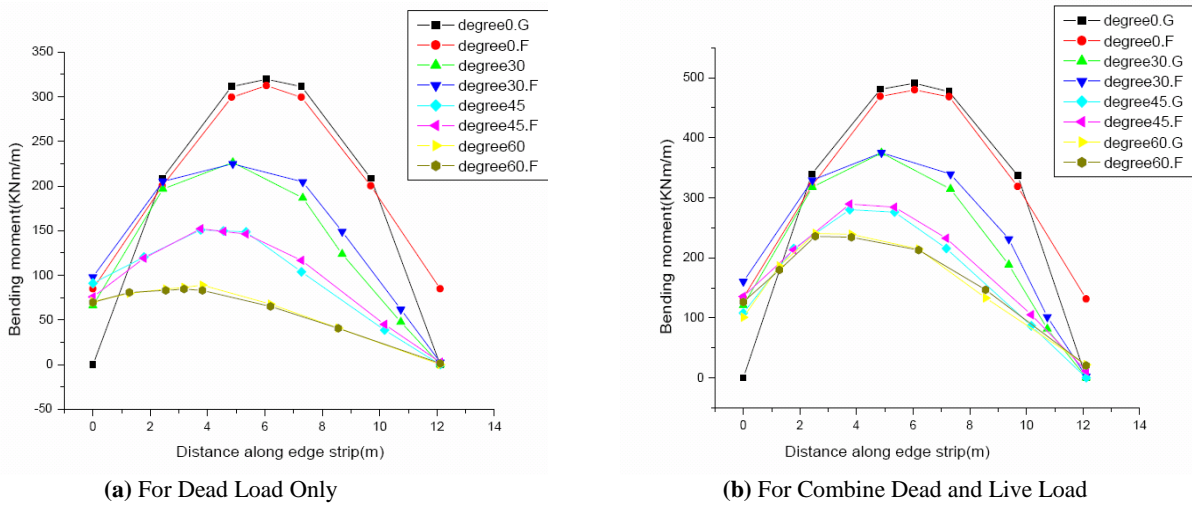 degree0.G
degree0.F
degree30
degree30.F
degree45
degree45.F
degree60
degree60.F
350
300
250
200
150
100
50
0
-50
Bending moment(KNm/m)
0 2 4 6 8 10 12 14
Distance along edge strip(m)
(a) For Dead Load Only
degree0.G
degree0.F
degree30.G
degree30.F
degree45.G
degree45.F
degree60.G
degree60.F
500
400
300
200
100
0
Bending moment(KNm/m)
0 2 4 6 8 10 12 14
Distance along edge strip(m)
(b) For Combine Dead and Live Load